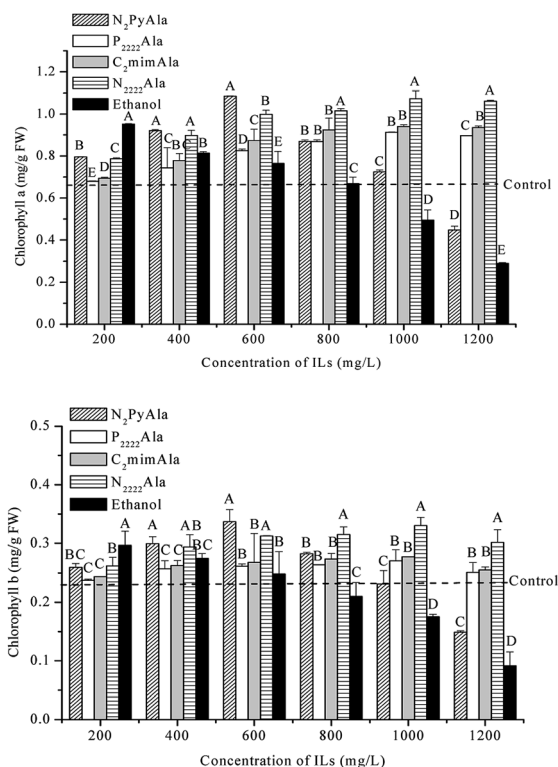 N₂PyAla
P₂₂₂₂Ala
C₂mimAla
N₂₂₂₂Ala
Ethanol
Chlorophyll a (mg/g FW)
1.2
1.0
0.8
0.6
0.4
0.2
0.0
B E D C A
A C B C A B
A D C B E
B B B A C
C B B A D
D C B A E
Control
200 400 600 800 1000 1200
Concentration of ILs (mg/L)
N₂PyAla
P₂₂₂₂Ala
C₂mimAla
N₂₂₂₂Ala
Ethanol
Chlorophyll b (mg/g FW)
0.5
0.4
0.3
0.2
0.1
0.0
BC C C B A
A C C AB BC
A B B A B
B B B A C
C B B A D
C B B A D
Control
200 400 600 800 1000 1200
Concentration of ILs (mg/L)